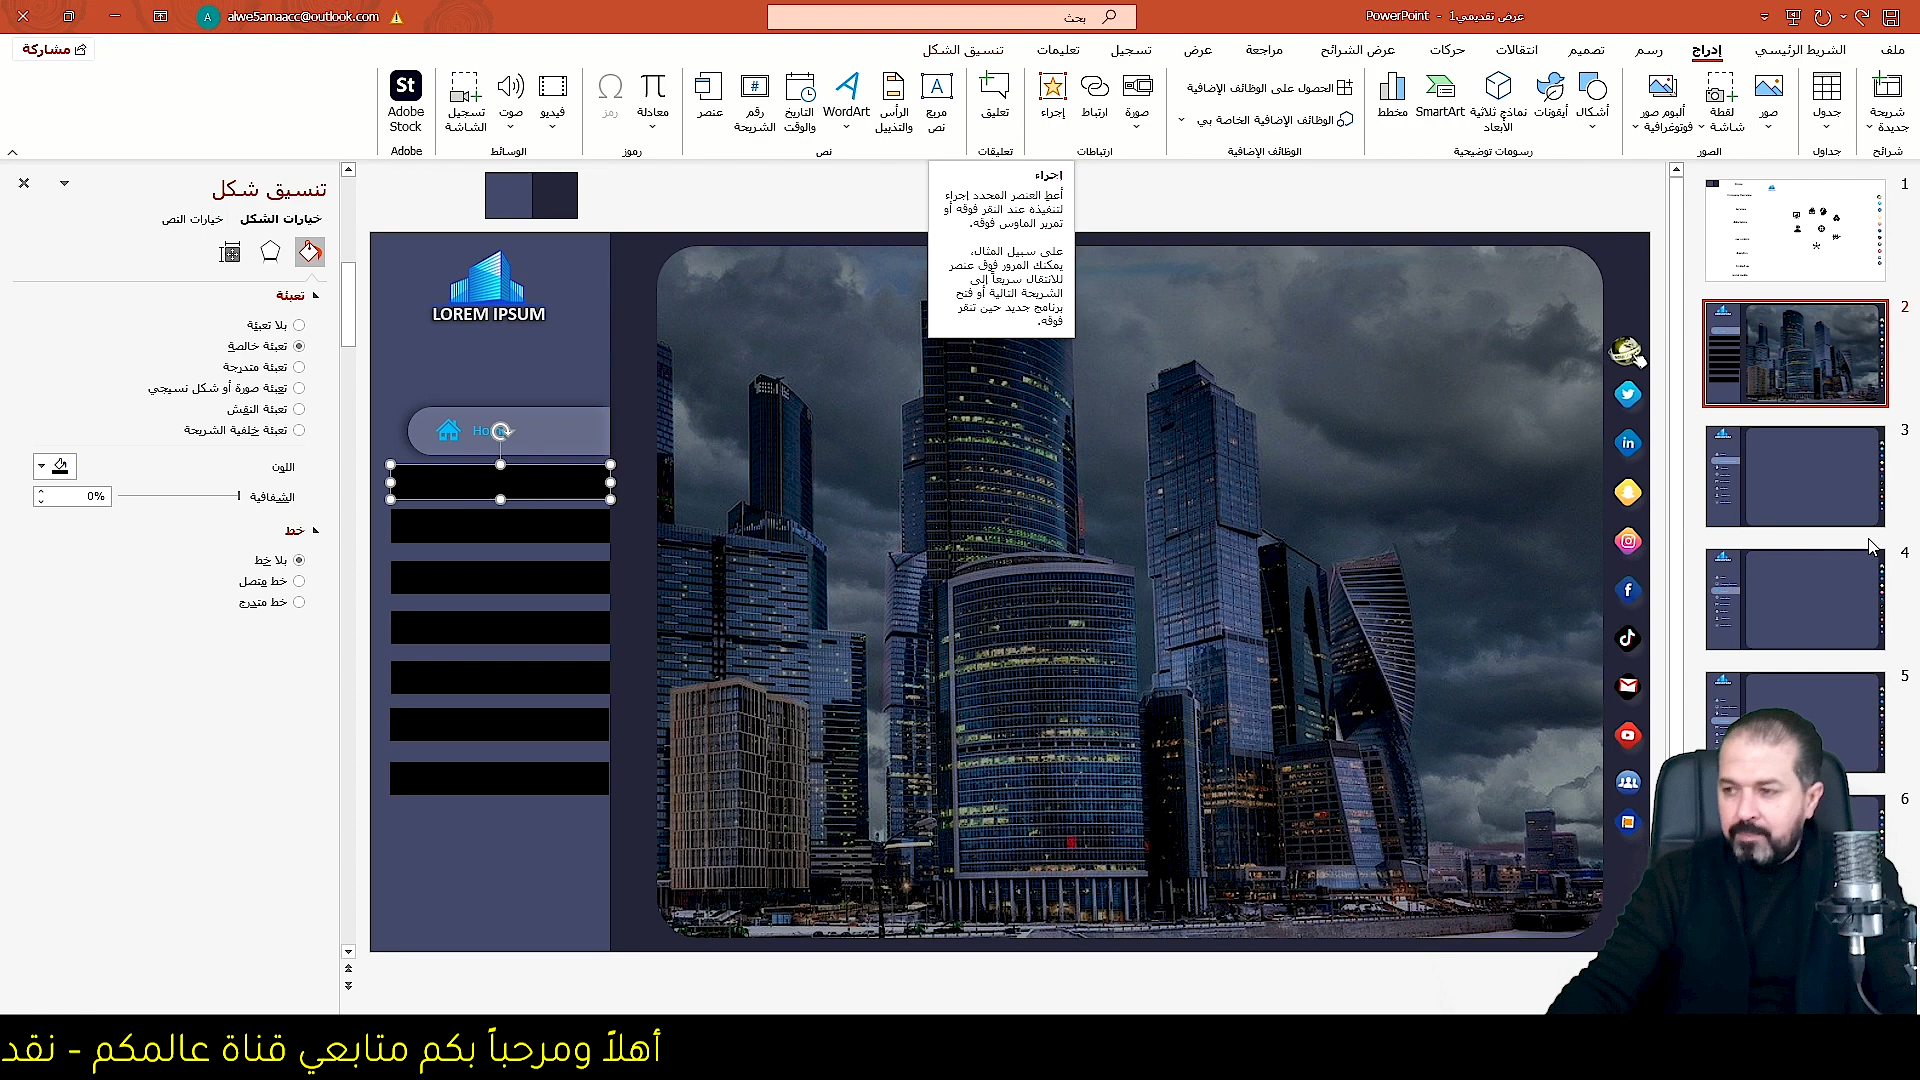 عرض تقديمي1 - PowerPoint
بحث
alwe5amaacc@outlook.com
A
ملف
الشريط الرئيسي
إدراج
رسم
تصميم
انتقالات
حركات
عرض الشرائح
مراجعة
عرض
تسجيل
تعليمات
تنسيق الشكل
مشاركة
شريحة جديدة
شرائح
جدول
جداول
صور
لقطة شاشة
ألبوم صور فوتوغرافية
الصور
أشكال
أيقونات
نماذج ثلاثية الأبعاد
SmartArt
مخطط
رسومات توضيحية
الحصول على الوظائف الإضافية
الوظائف الإضافية الخاصة بي
الوظائف الإضافية
صورة
ارتباط
إجراء
ارتباطات
تعليق
تعليقات
مربع نص
الرأس والتذييل
WordArt
التاريخ والوقت
رقم الشريحة
عنصر
نص
معادلة
رمز
رموز
فيديو
صوت
تسجيل الشاشة
الوسائط
St
Adobe Stock
Adobe
إجراء
أعط العنصر المحدد إجراء
لتنفيذه عند النقر فوقه أو
تمرير الماوس فوقه.
على سبيل المثال،
يمكنك المرور فوق عنصر
للانتقال سريعاً إلى
الشريحة التالية أو فتح
برنامج جديد حين تنقر
فوقه.
تنسيق شكل
خيارات الشكل
خيارات النص
تعبئة
بلا تعبئة
تعبئة خالصة
تعبئة متدرجة
تعبئة صورة أو شكل نسيجي
تعبئة النقش
تعبئة خلفية الشريحة
اللون
الشفافية
0%
خط
بلا خط
خط متصل
خط متدرج
LOREM IPSUM
Ho
1
2
3
4
5
6
أهلاً ومرحباً بكم متابعي قناة عالمكم - نقد